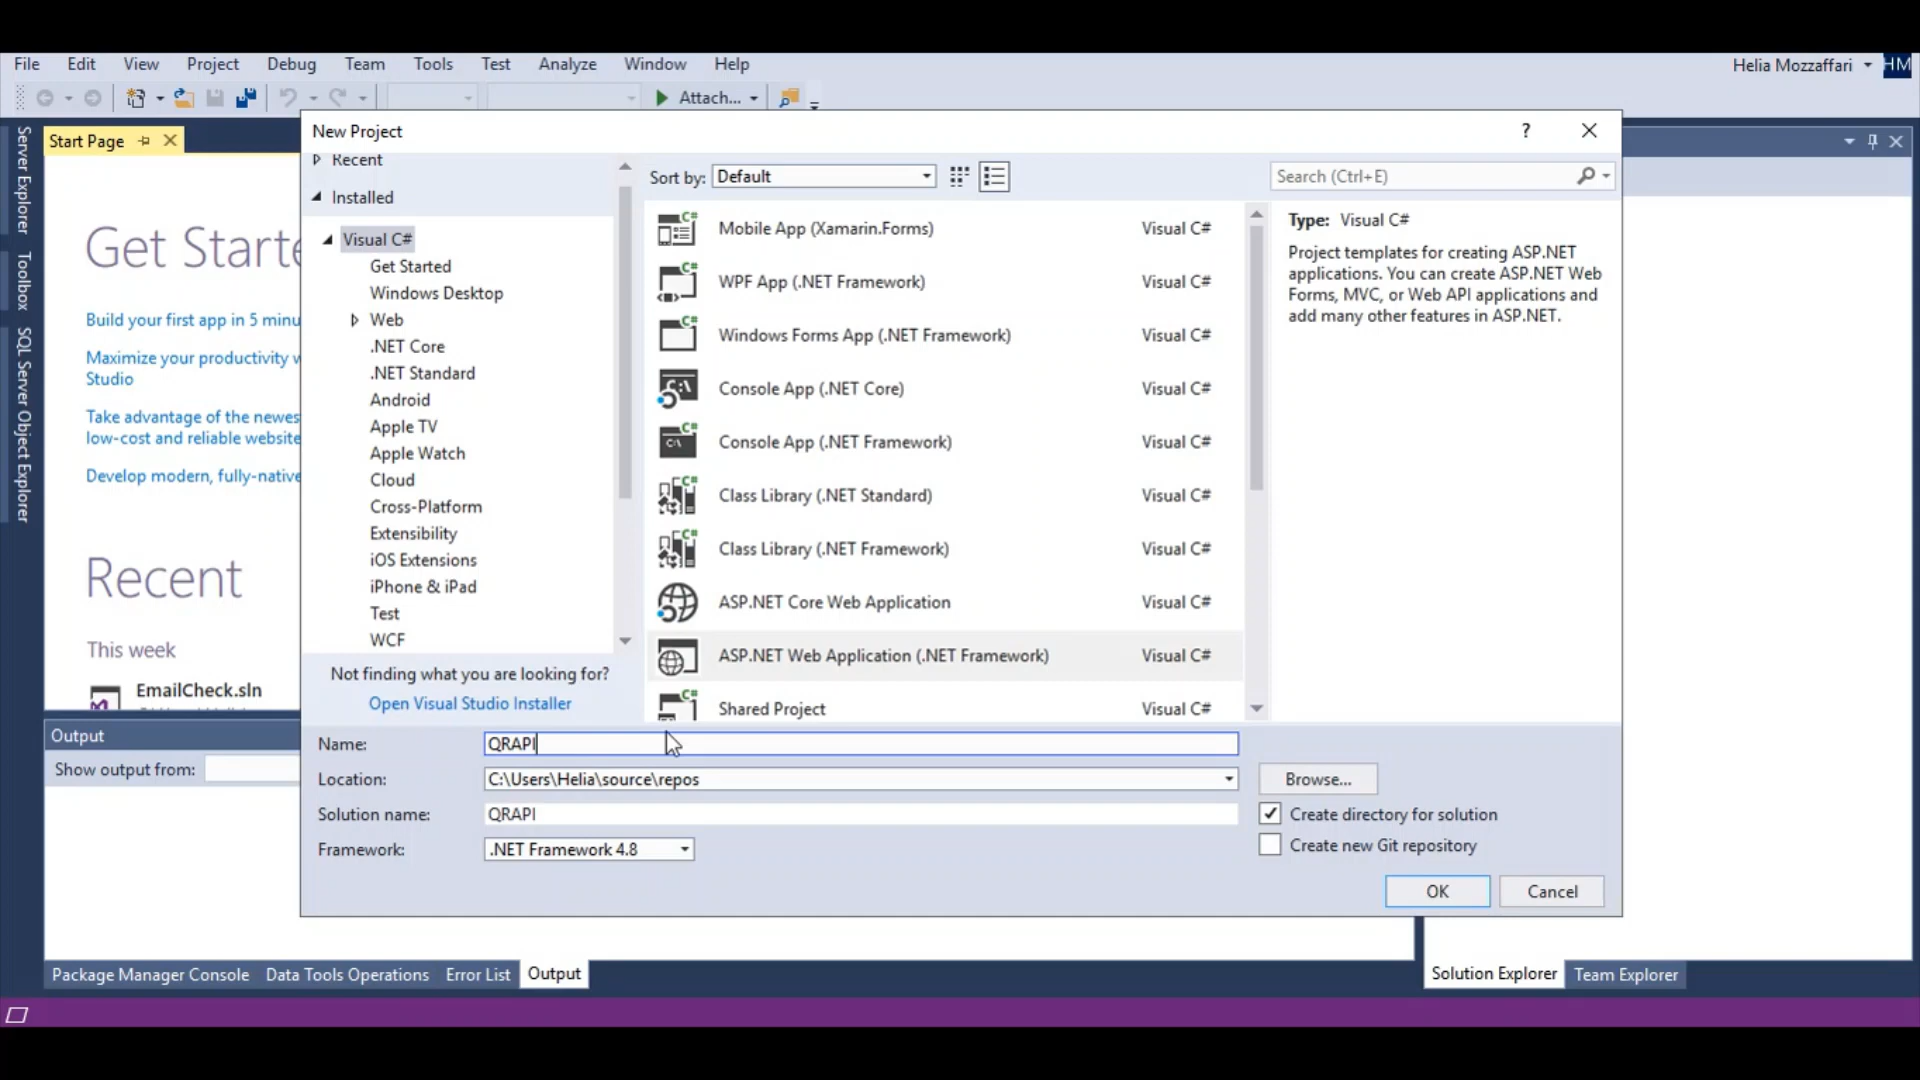 File Edit View Project Debug Team Tools Test Analyze Window Help
Helia Mozzaffari HM
Attach...
Server Explorer
Toolbox
SQL Server Object Explorer
Start Page
Get Starte
Build your first app in 5 minu
Maximize your productivity
Studio
Take advantage of the newes
low-cost and reliable website
Develop modern, fully-native
Recent
This week
EmailCheck.sln
New Project
?
Recent
Installed
Visual C#
Get Started
Windows Desktop
Web
.NET Core
.NET Standard
Android
Apple TV
Apple Watch
Cloud
Cross-Platform
Extensibility
iOS Extensions
iPhone & iPad
Test
WCF
Not finding what you are looking for?
Open Visual Studio Installer
Sort by: Default
Search (Ctrl+E)
Mobile App (Xamarin.Forms) Visual C#
WPF App (.NET Framework) Visual C#
Windows Forms App (.NET Framework) Visual C#
Console App (.NET Core) Visual C#
Console App (.NET Framework) Visual C#
Class Library (.NET Standard) Visual C#
Class Library (.NET Framework) Visual C#
ASP.NET Core Web Application Visual C#
ASP.NET Web Application (.NET Framework) Visual C#
Shared Project Visual C#
Type: Visual C#
Project templates for creating ASP.NET
applications. You can create ASP.NET Web
Forms, MVC, or Web API applications and
add many other features in ASP.NET.
Name: QRAPI
Location: C:\Users\Helia\source\repos
Browse...
Solution name: QRAPI
Create directory for solution
Framework: .NET Framework 4.8
Create new Git repository
OK Cancel
Output
Show output from:
Package Manager Console Data Tools Operations Error List Output
Solution Explorer Team Explorer